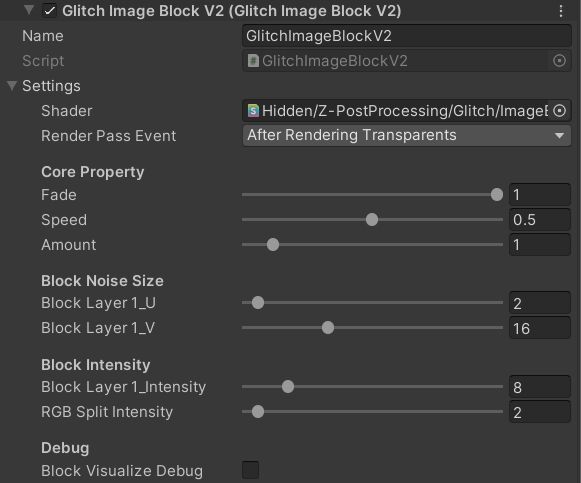 Glitch Image Block V2 (Glitch Image Block V2)
Name GlitchImageBlockV2
Script GlitchImageBlockV2
Settings
Shader Hidden/Z-PostProcessing/Glitch/ImageB
Render Pass Event After Rendering Transparents
Core Property
Fade 1
Speed 0.5
Amount 1
Block Noise Size
Block Layer 1_U 2
Block Layer 1_V 16
Block Intensity
Block Layer 1_Intensity 8
RGB Split Intensity 2
Debug
Block Visualize Debug